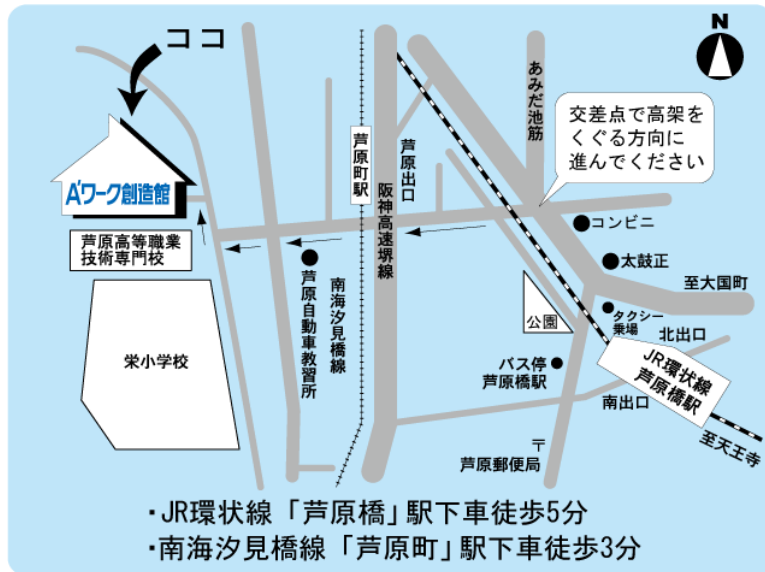 ココ
N
あみだ池筋
交差点で高架を
くぐる方向に
進んでください
芦原町駅
芦原出口
阪神高速堺線
A'ワーク創造館
芦原高等職業
技術専門校
コンビニ
太鼓正
至大国町
芦原自動車教習所
南海汐見橋線
公園
タクシー
乗場
北出口
栄小学校
バス停
芦原橋駅
JR環状線
芦原橋駅
南出口
至天王寺
〒
芦原郵便局
・JR環状線「芦原橋」駅下車徒歩5分
・南海汐見橋線「芦原町」駅下車徒歩3分